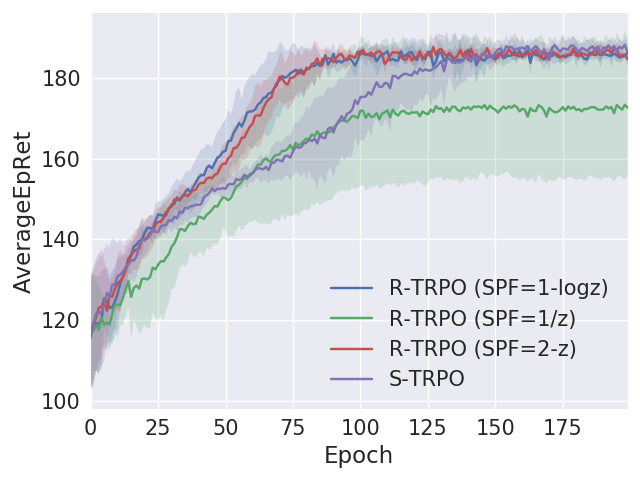 AverageEpRet
180
160
140
120
100
R-TRPO (SPF=1-logz)
R-TRPO (SPF=1/z)
R-TRPO (SPF=2-z)
S-TRPO
0 25 50 75 100 125 150 175
Epoch